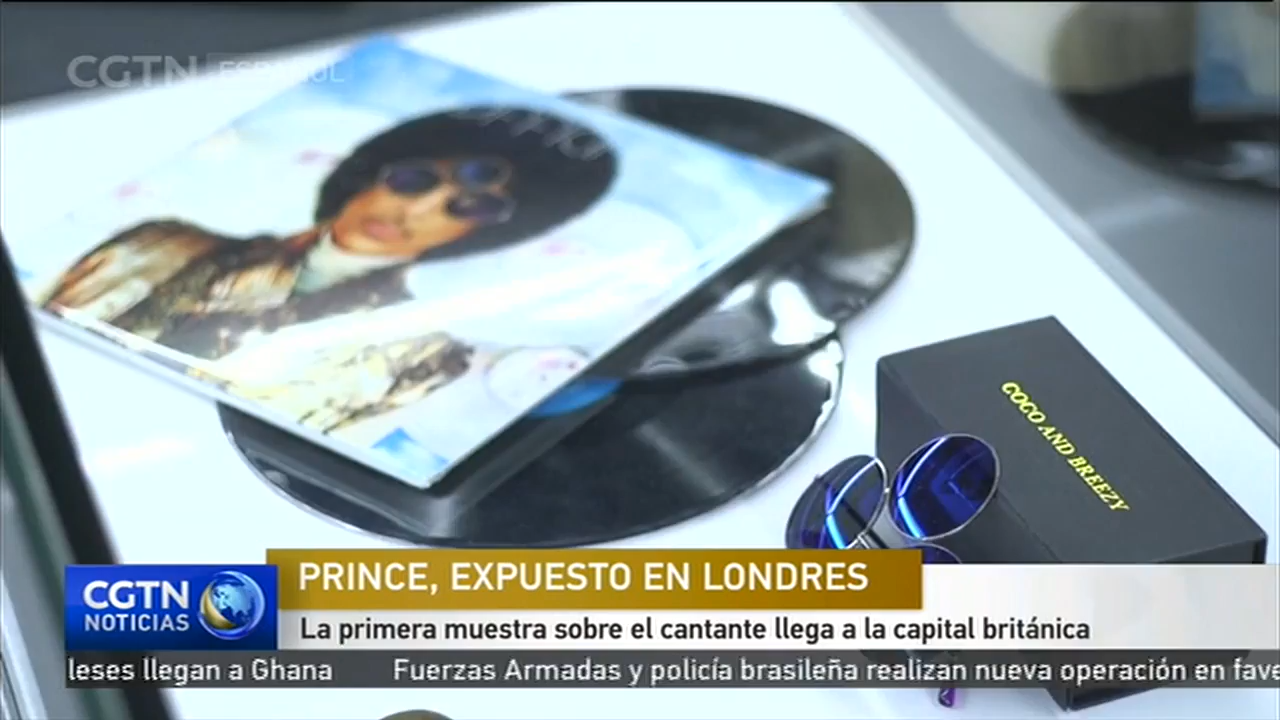 CGTN ESPAÑOL
COCO AND BREEZY
PRINCE, EXPUESTO EN LONDRES
CGTN
NOTICIAS
La primera muestra sobre el cantante llega a la capital británica
leses llegan a Ghana Fuerzas Armadas y policía brasileña realizan nueva operación en fave